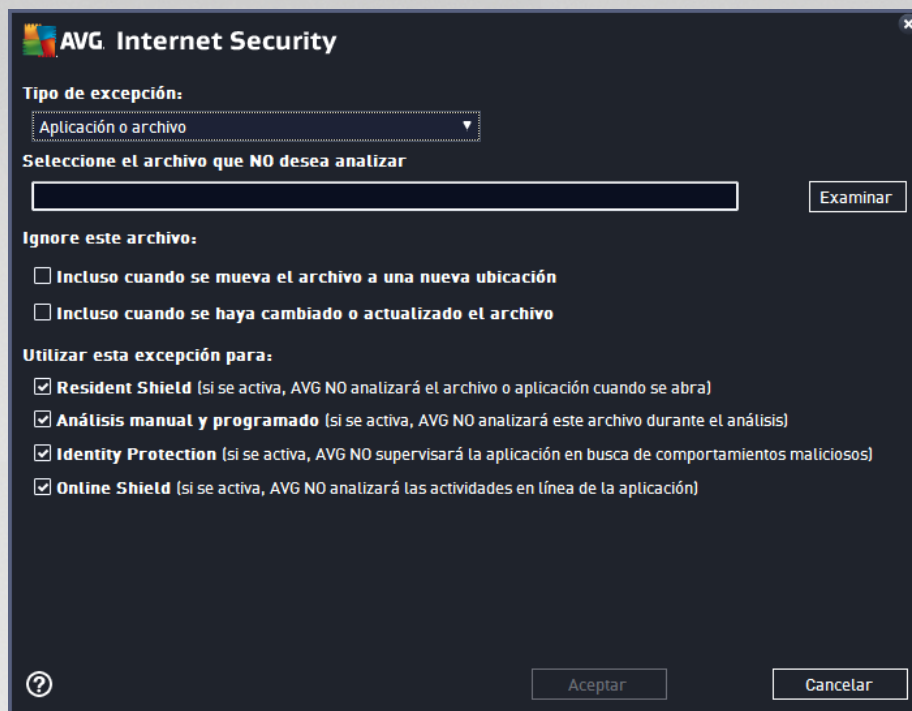 AVG. Internet Security
Tipo de excepción:
Aplicación o archivo
Seleccione el archivo que NO desea analizar
Examinar
Ignore este archivo:
Incluso cuando se mueva el archivo a una nueva ubicación
Incluso cuando se haya cambiado o actualizado el archivo
Utilizar esta excepción para:
Resident Shield (si se activa, AVG NO analizará el archivo o aplicación cuando se abra)
Análisis manual y programado (si se activa, AVG NO analizará este archivo durante el análisis)
Identity Protection (si se activa, AVG NO supervisará la aplicación en busca de comportamientos maliciosos)
Online Shield (si se activa, AVG NO analizará las actividades en línea de la aplicación)
?
Aceptar
Cancelar